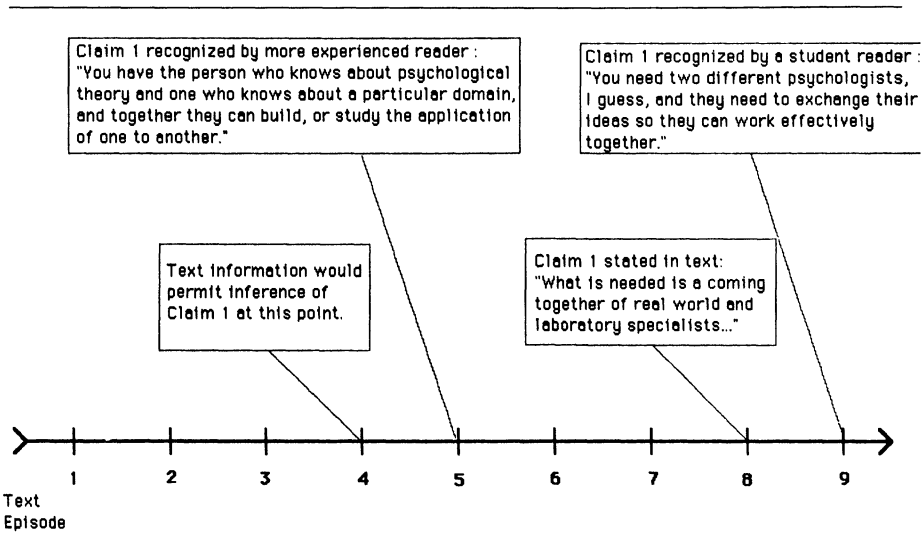 Claim 1 recognized by more experienced reader :
"You have the person who knows about psychological
theory and one who knows about a particular domain,
and together they can build, or study the application
of one to another."
Claim 1 recognized by a student reader :
"You need two different psychologists,
I guess, and they need to exchange their
ideas so they can work effectively
together."
Text information would
permit inference of
Claim 1 at this point.
Claim 1 stated in text:
"What is needed is a coming
together of real world and
laboratory specialists..."
1 2 3 4 5 6 7 8 9
Text
Episode